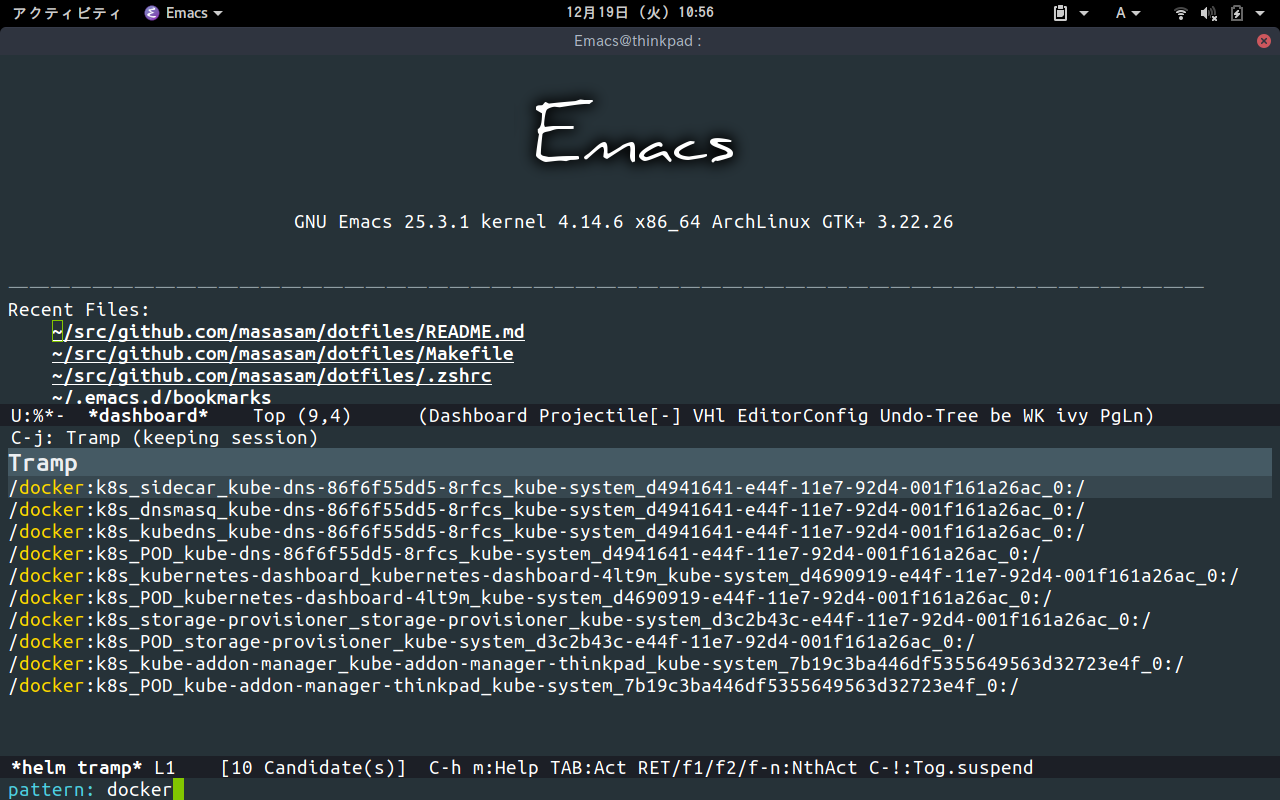 アクティビティ Emacs 12月19日 (火) 10:56 A
Emacs@thinkpad :
Emacs
GNU Emacs 25.3.1 kernel 4.14.6 x86_64 ArchLinux GTK+ 3.22.26
Recent Files:
~/src/github.com/masasam/dotfiles/README.md
~/src/github.com/masasam/dotfiles/Makefile
~/src/github.com/masasam/dotfiles/.zshrc
~/.emacs.d/bookmarks
U:%*-  *dashboard*    Top (9,4)      (Dashboard Projectile[-] VHl EditorConfig Undo-Tree be WK ivy PgLn)
C-j: Tramp (keeping session)
Tramp
/docker:k8s_sidecar_kube-dns-86f6f55dd5-8rfcs_kube-system_d4941641-e44f-11e7-92d4-001f161a26ac_0:/
/docker:k8s_dnsmasq_kube-dns-86f6f55dd5-8rfcs_kube-system_d4941641-e44f-11e7-92d4-001f161a26ac_0:/
/docker:k8s_kubedns_kube-dns-86f6f55dd5-8rfcs_kube-system_d4941641-e44f-11e7-92d4-001f161a26ac_0:/
/docker:k8s_POD_kube-dns-86f6f55dd5-8rfcs_kube-system_d4941641-e44f-11e7-92d4-001f161a26ac_0:/
/docker:k8s_kubernetes-dashboard_kubernetes-dashboard-4lt9m_kube-system_d4690919-e44f-11e7-92d4-001f161a26ac_0:/
/docker:k8s_POD_kubernetes-dashboard-4lt9m_kube-system_d4690919-e44f-11e7-92d4-001f161a26ac_0:/
/docker:k8s_storage-provisioner_storage-provisioner_kube-system_d3c2b43c-e44f-11e7-92d4-001f161a26ac_0:/
/docker:k8s_POD_storage-provisioner_kube-system_d3c2b43c-e44f-11e7-92d4-001f161a26ac_0:/
/docker:k8s_kube-addon-manager_kube-addon-manager-thinkpad_kube-system_7b19c3ba446df5355649563d32723e4f_0:/
/docker:k8s_POD_kube-addon-manager-thinkpad_kube-system_7b19c3ba446df5355649563d32723e4f_0:/
*helm tramp* L1    [10 Candidate(s)]  C-h m:Help TAB:Act RET/f1/f2/f-n:NthAct C-!:Tog.suspend
pattern: docker